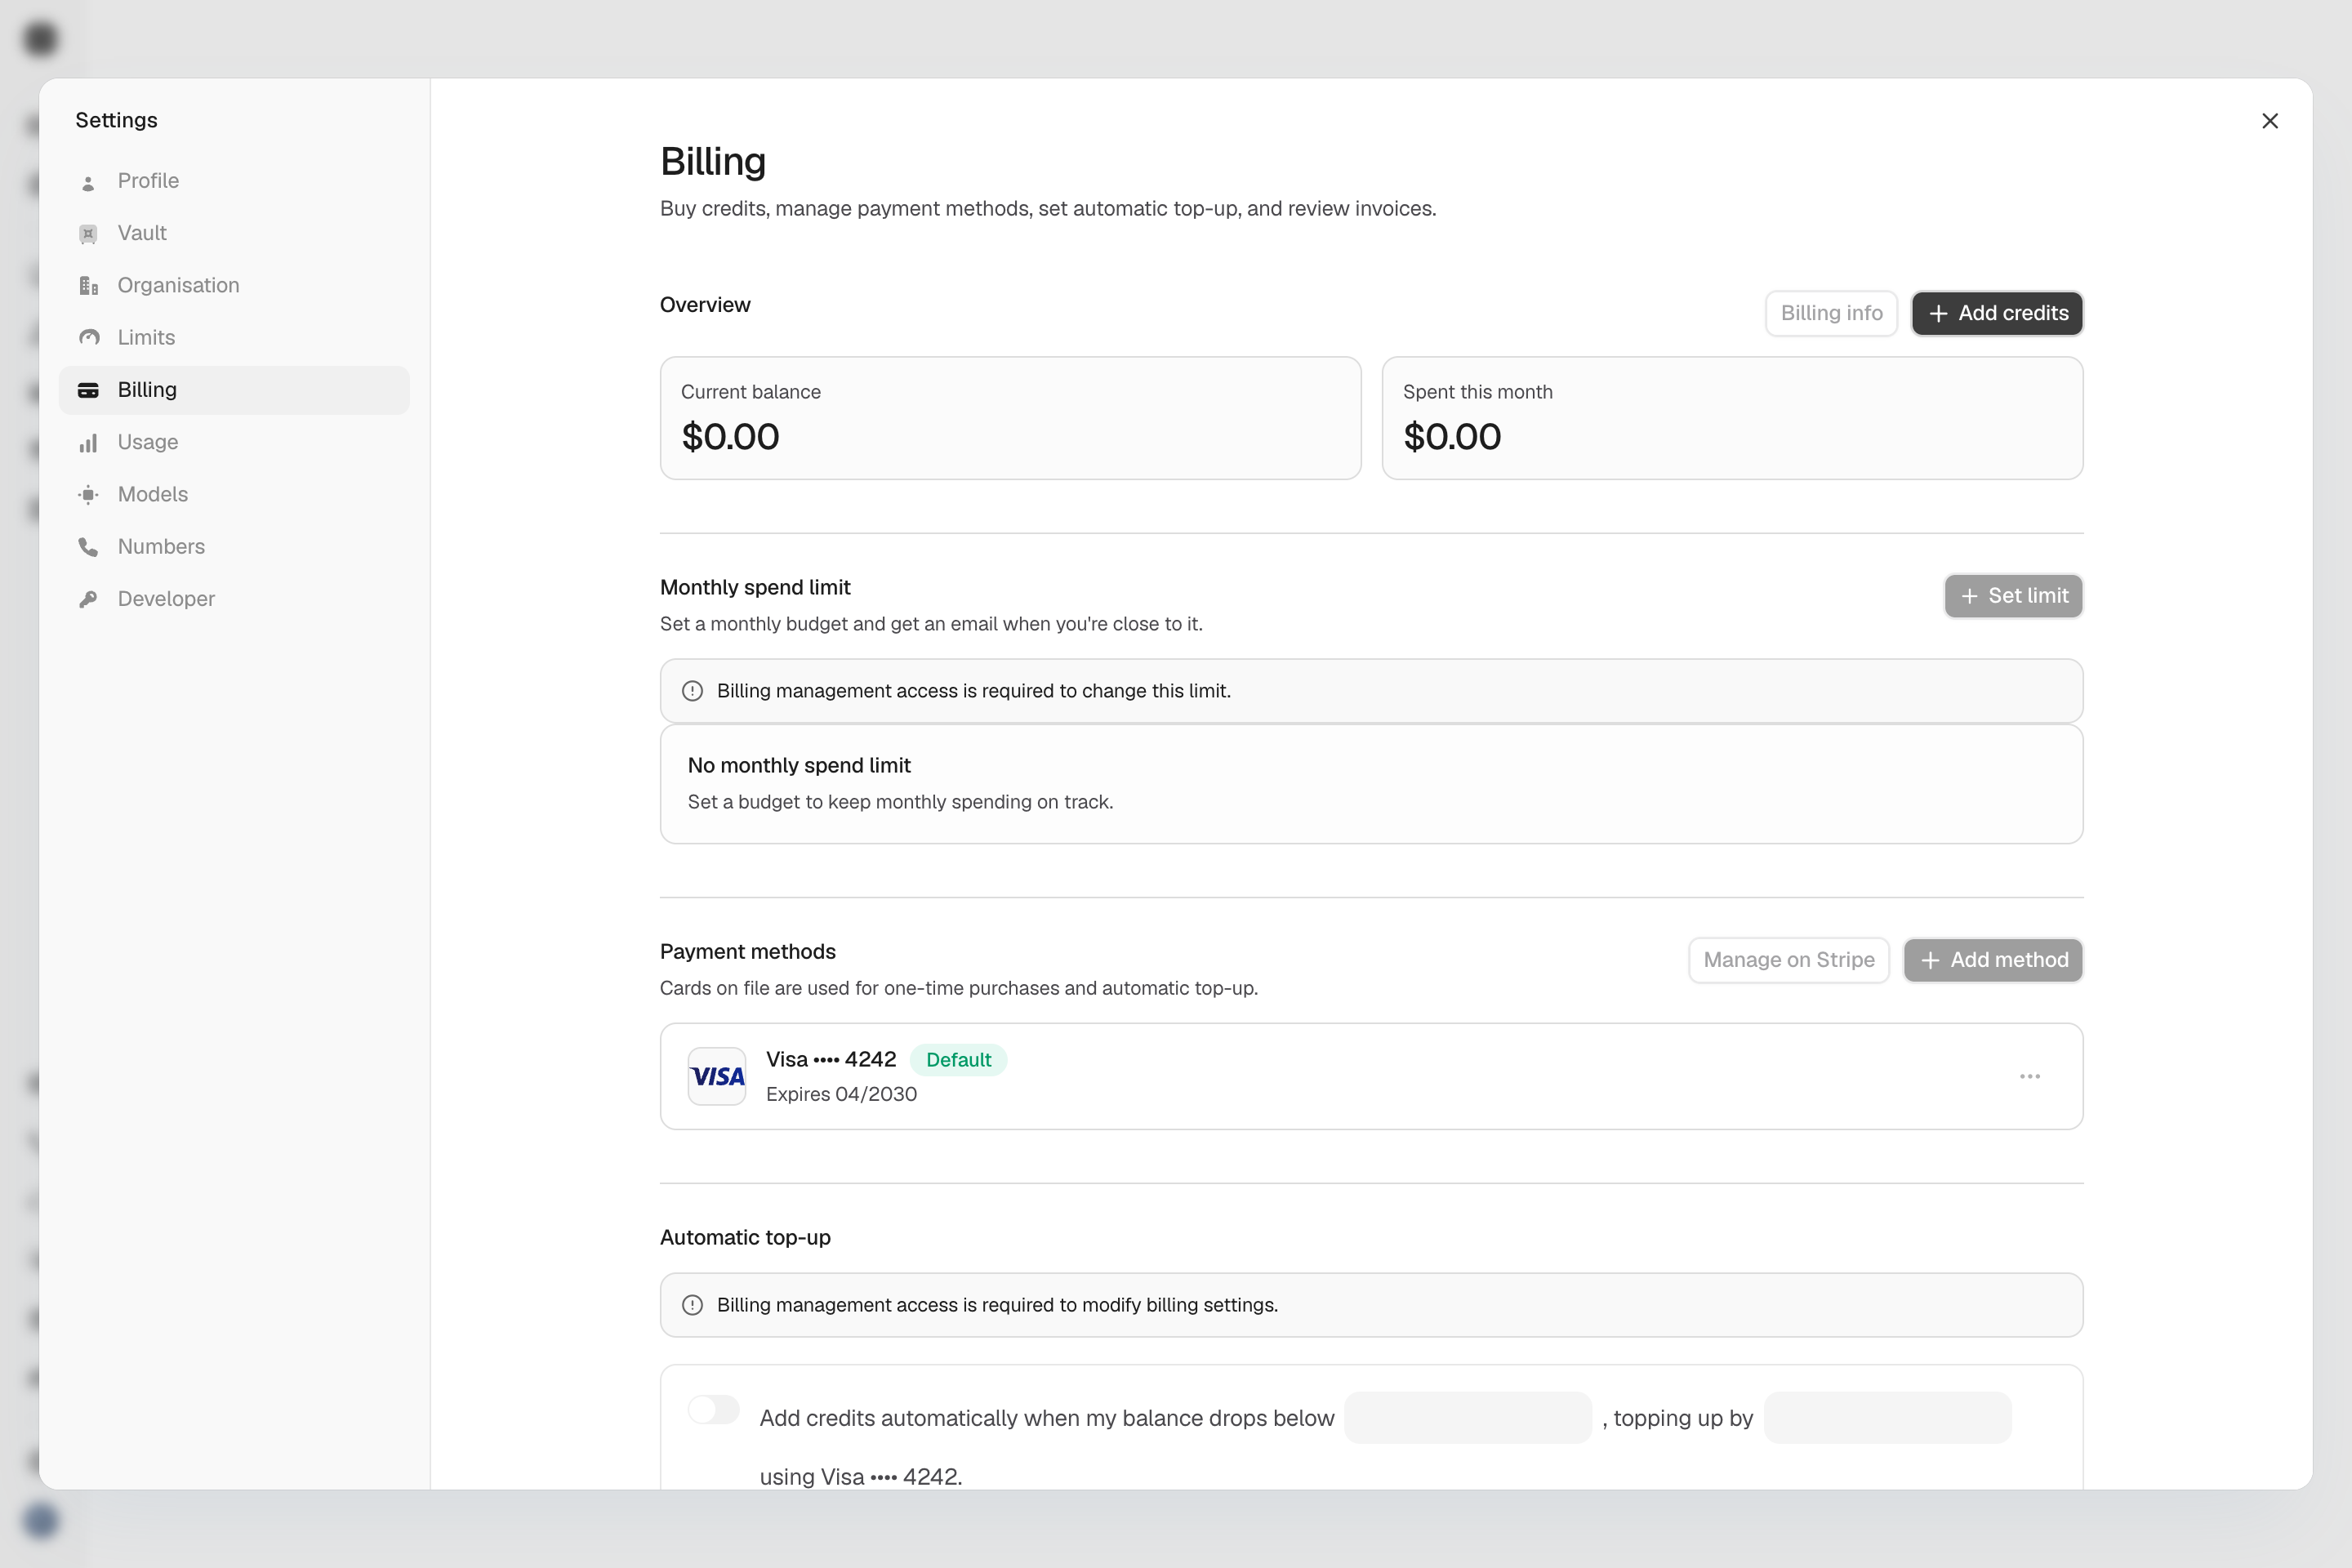 Settings
Profile
Vault
Organisation
Limits
Billing
Usage
Models
Numbers
Developer
Billing
Buy credits, manage payment methods, set automatic top-up, and review invoices.
Overview
Billing info
Add credits
Current balance
$0.00
Spent this month
$0.00
Monthly spend limit
Set limit
Set a monthly budget and get an email when you're close to it.
Billing management access is required to change this limit.
No monthly spend limit
Set a budget to keep monthly spending on track.
Payment methods
Manage on Stripe
Add method
Cards on file are used for one-time purchases and automatic top-up.
VISA
Visa •••• 4242 Default
Expires 04/2030
Automatic top-up
Billing management access is required to modify billing settings.
Add credits automatically when my balance drops below , topping up by
using Visa •••• 4242.